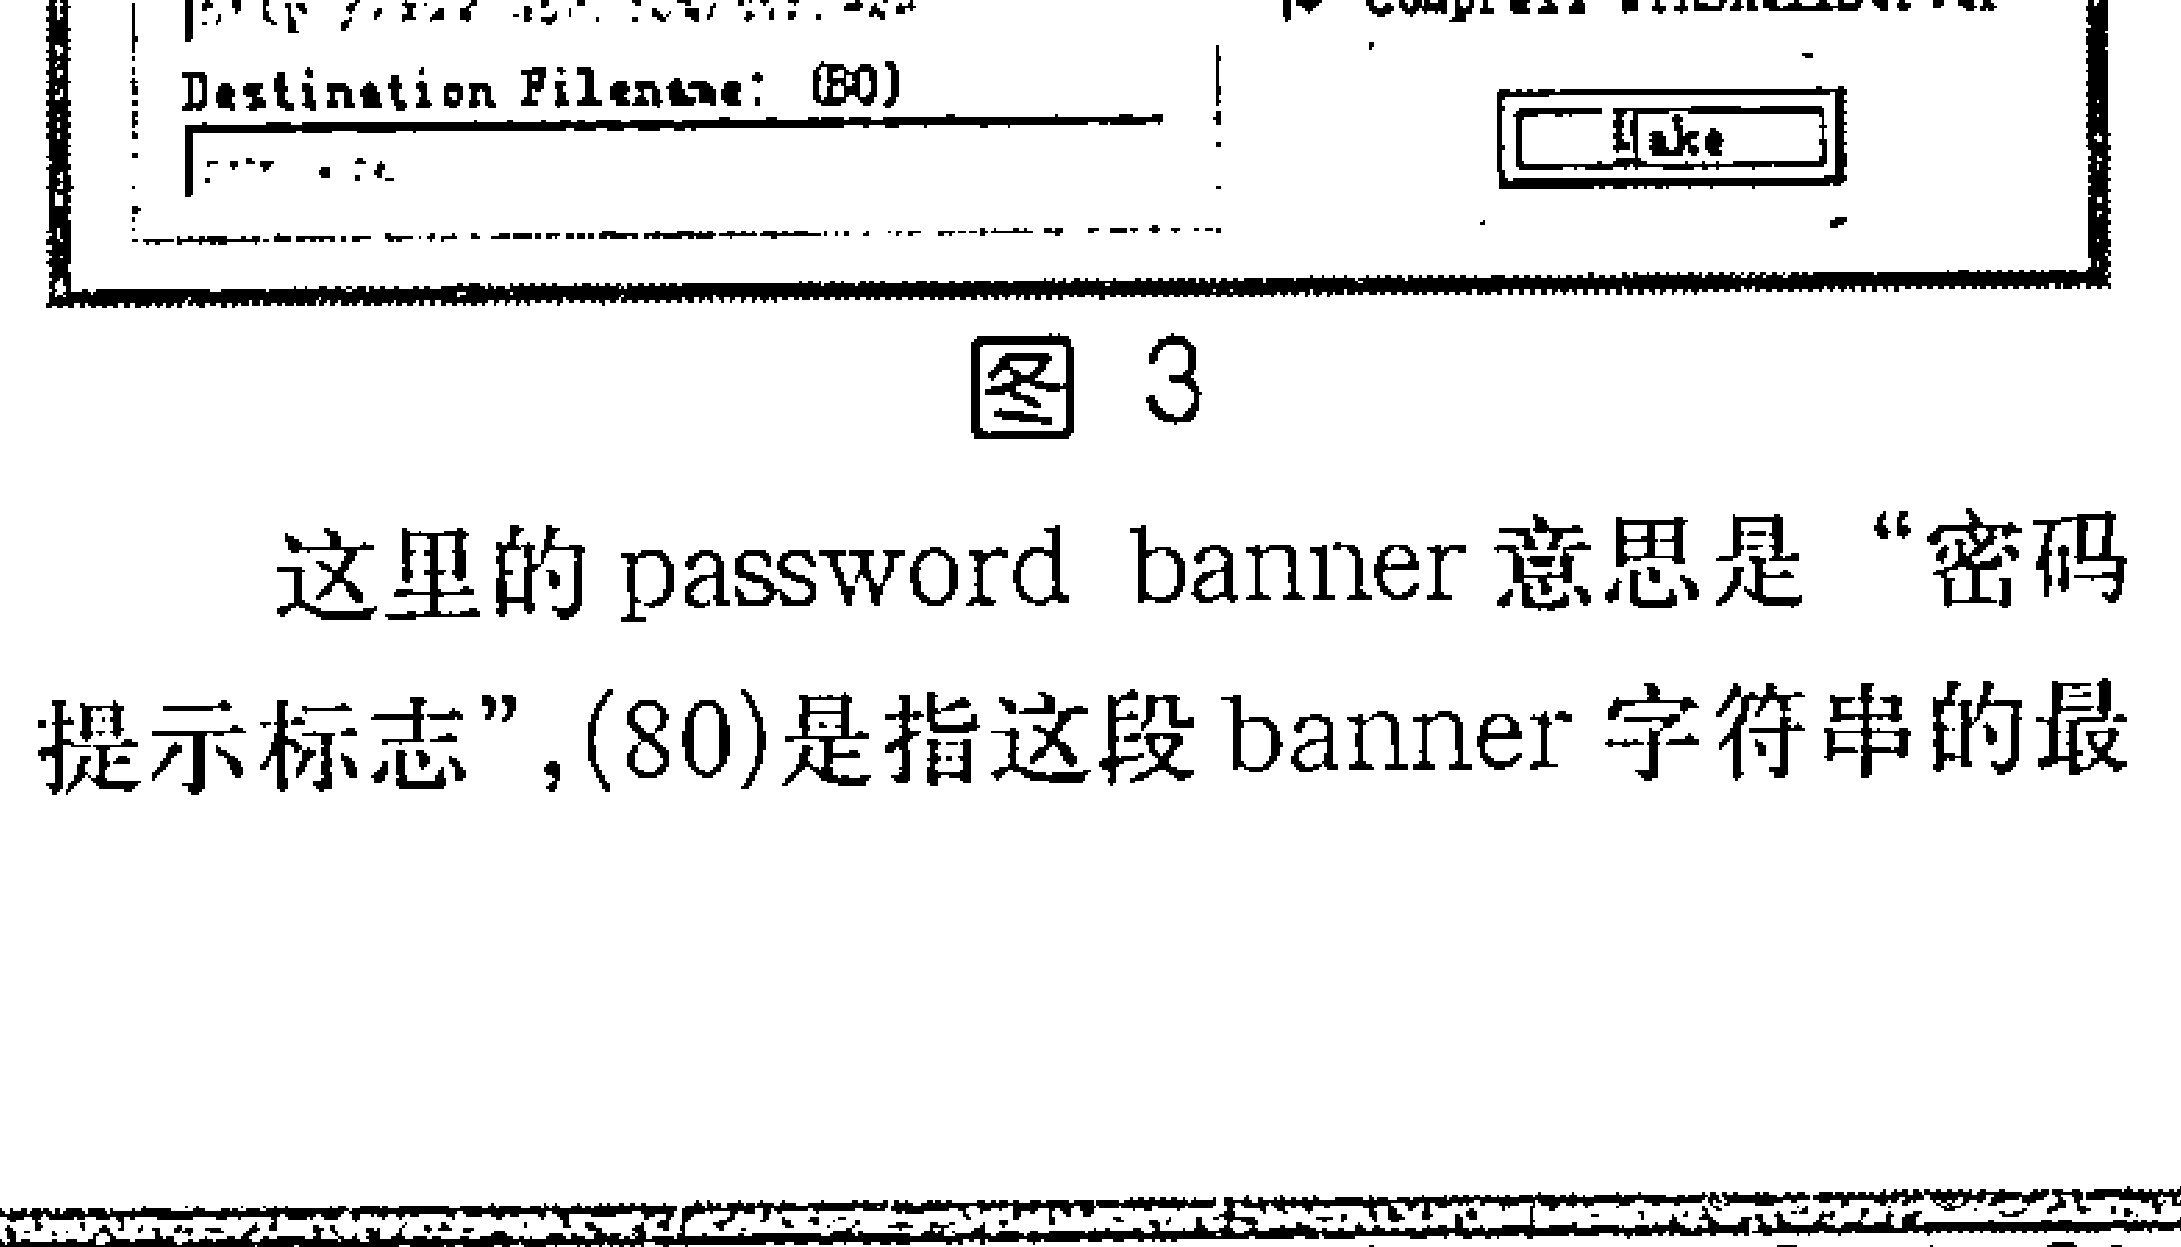 Destination Filename: (80)
Make
图 3
这里的 password banner 意思是 “密码
提示标志”,(80)是指这段 banner 字符串的最